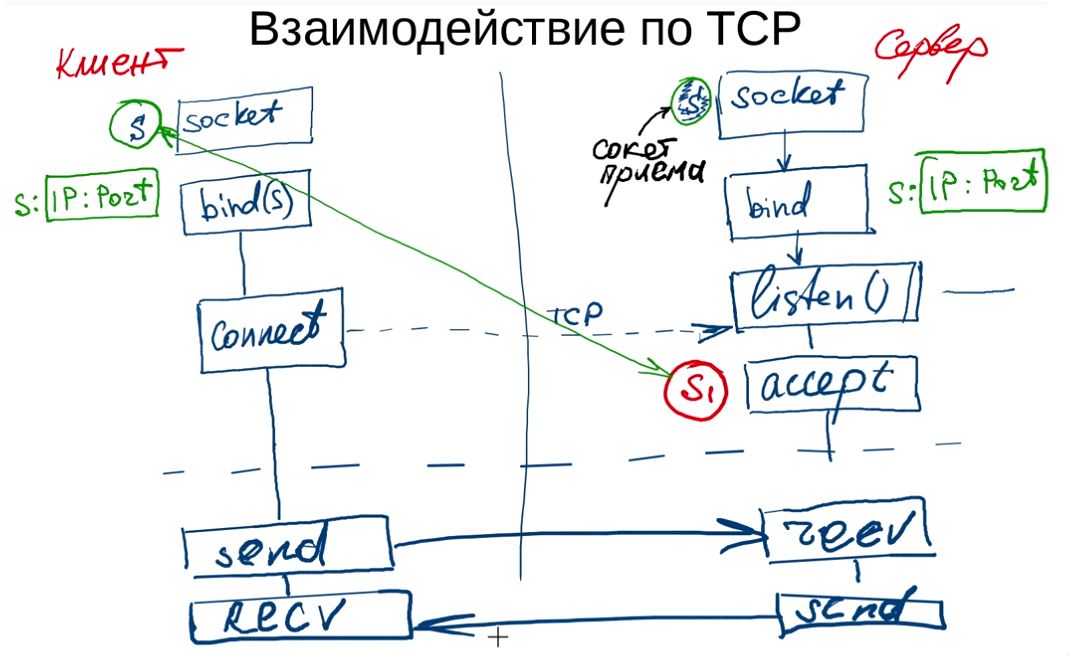 Взаимодействие по TCP
Клиент
Сервер
S
socket
S
socket
сокет
приема
S: IP: Port
bind(s)
bind
S: IP: Port
listen()
connect
TCP
S1
accept
send
recv
RECV
send